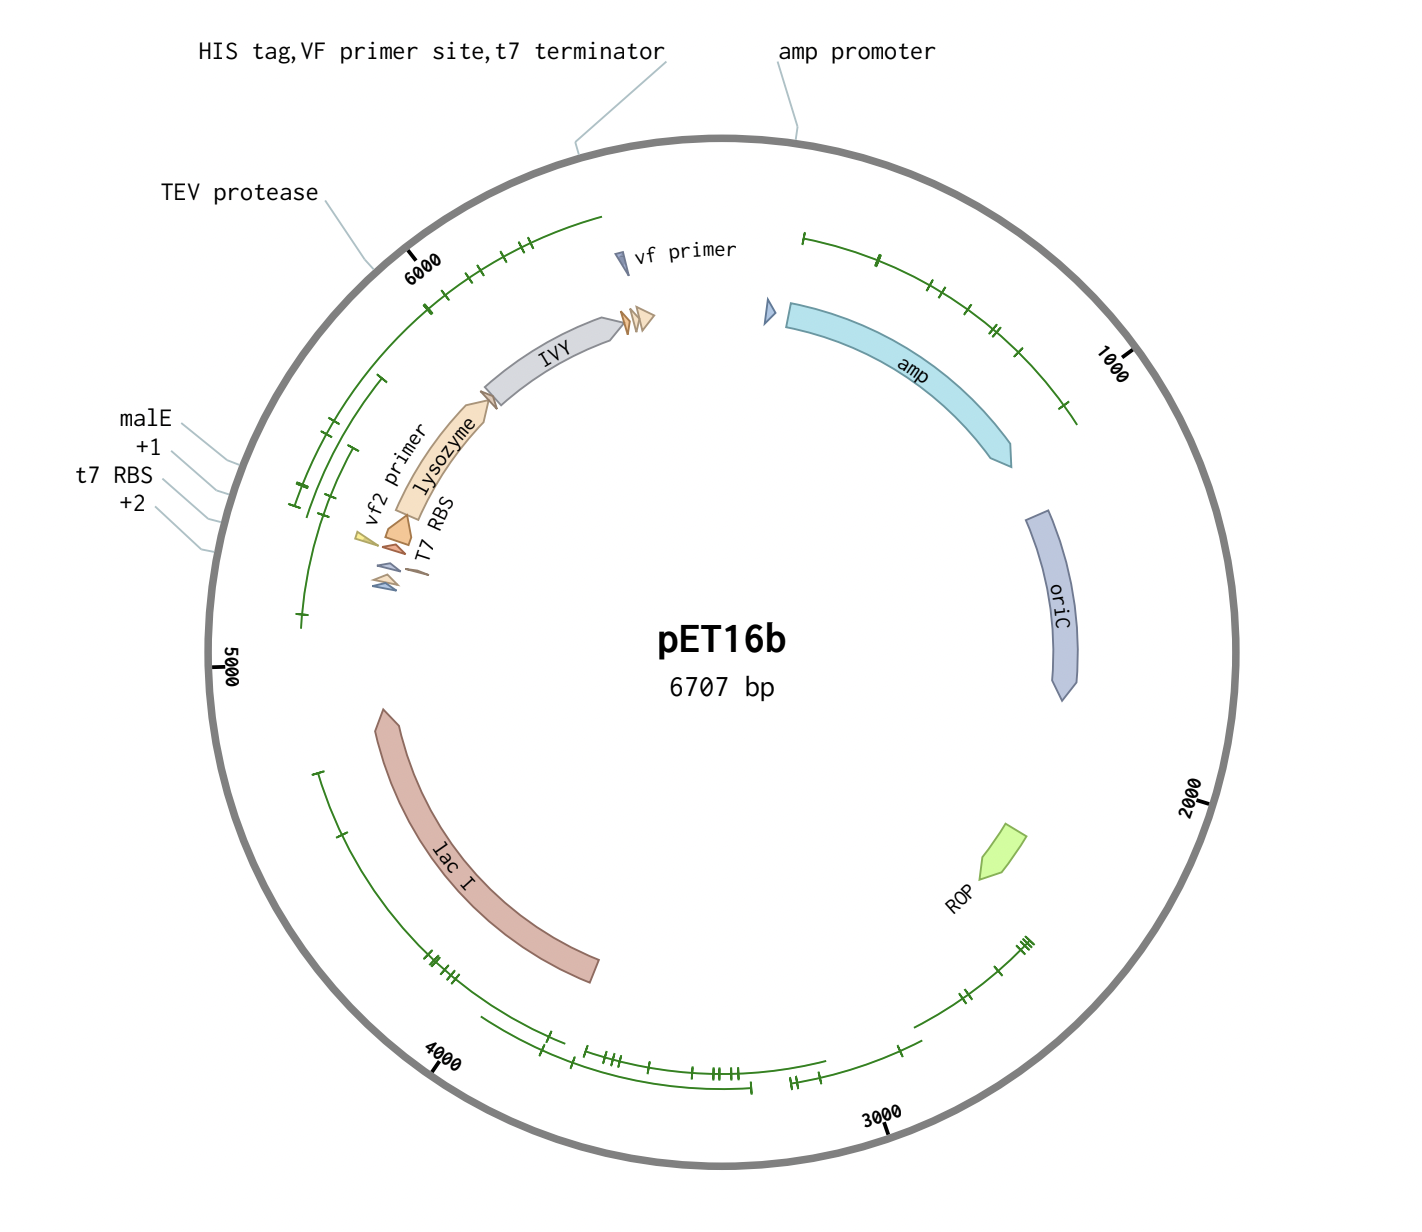 HIS tag,VF primer site,t7 terminator
amp promoter
TEV protease
6000
vf primer
IVY
amp
1000
malE
+1
t7 RBS
+2
vf2 primer
lysozyme
T7 RBS
oriC
pET16b
6707 bp
5000
2000
lac I
ROP
4000
3000